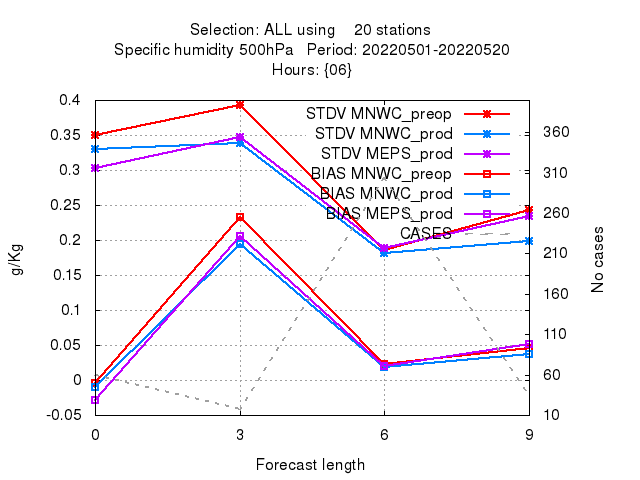 Selection: ALL using 20 stations
Specific humidity 500hPa Period: 20220501-20220520
Hours: {06}
STDV MNWC_preop
STDV MNWC_prod
STDV MEPS_prod
BIAS MNWC_preop
BIAS MNWC_prod
BIAS MEPS_prod
CASES
0.4
0.35
0.3
0.25
0.2
0.15
0.1
0.05
0
-0.05
g/Kg
360
310
260
210
160
110
60
10
No cases
0 3 6 9
Forecast length